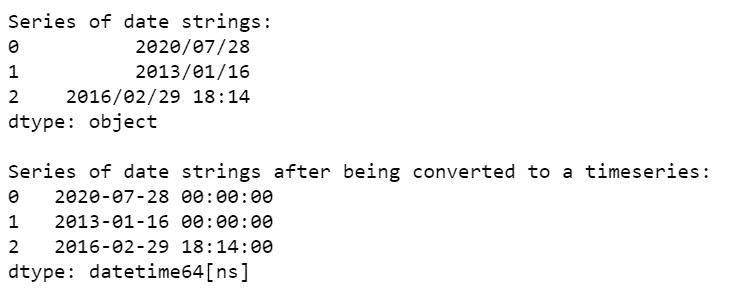 Series of date strings:
0          2020/07/28
1          2013/01/16
2    2016/02/29 18:14
dtype: object

Series of date strings after being converted to a timeseries:
0   2020-07-28 00:00:00
1   2013-01-16 00:00:00
2   2016-02-29 18:14:00
dtype: datetime64[ns]